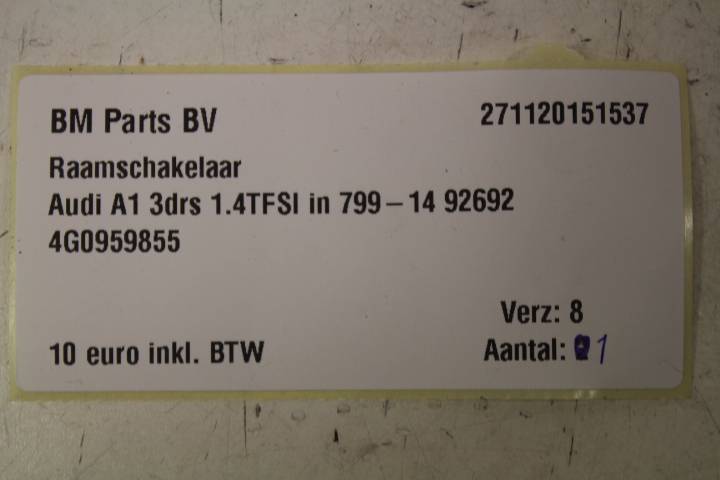 BM Parts BV 271120151537
Raamschakelaar
Audi A1 3drs 1.4TFSI in 799-14 92692
4G0959855
Verz: 8
10 euro inkl. BTW Aantal: 1